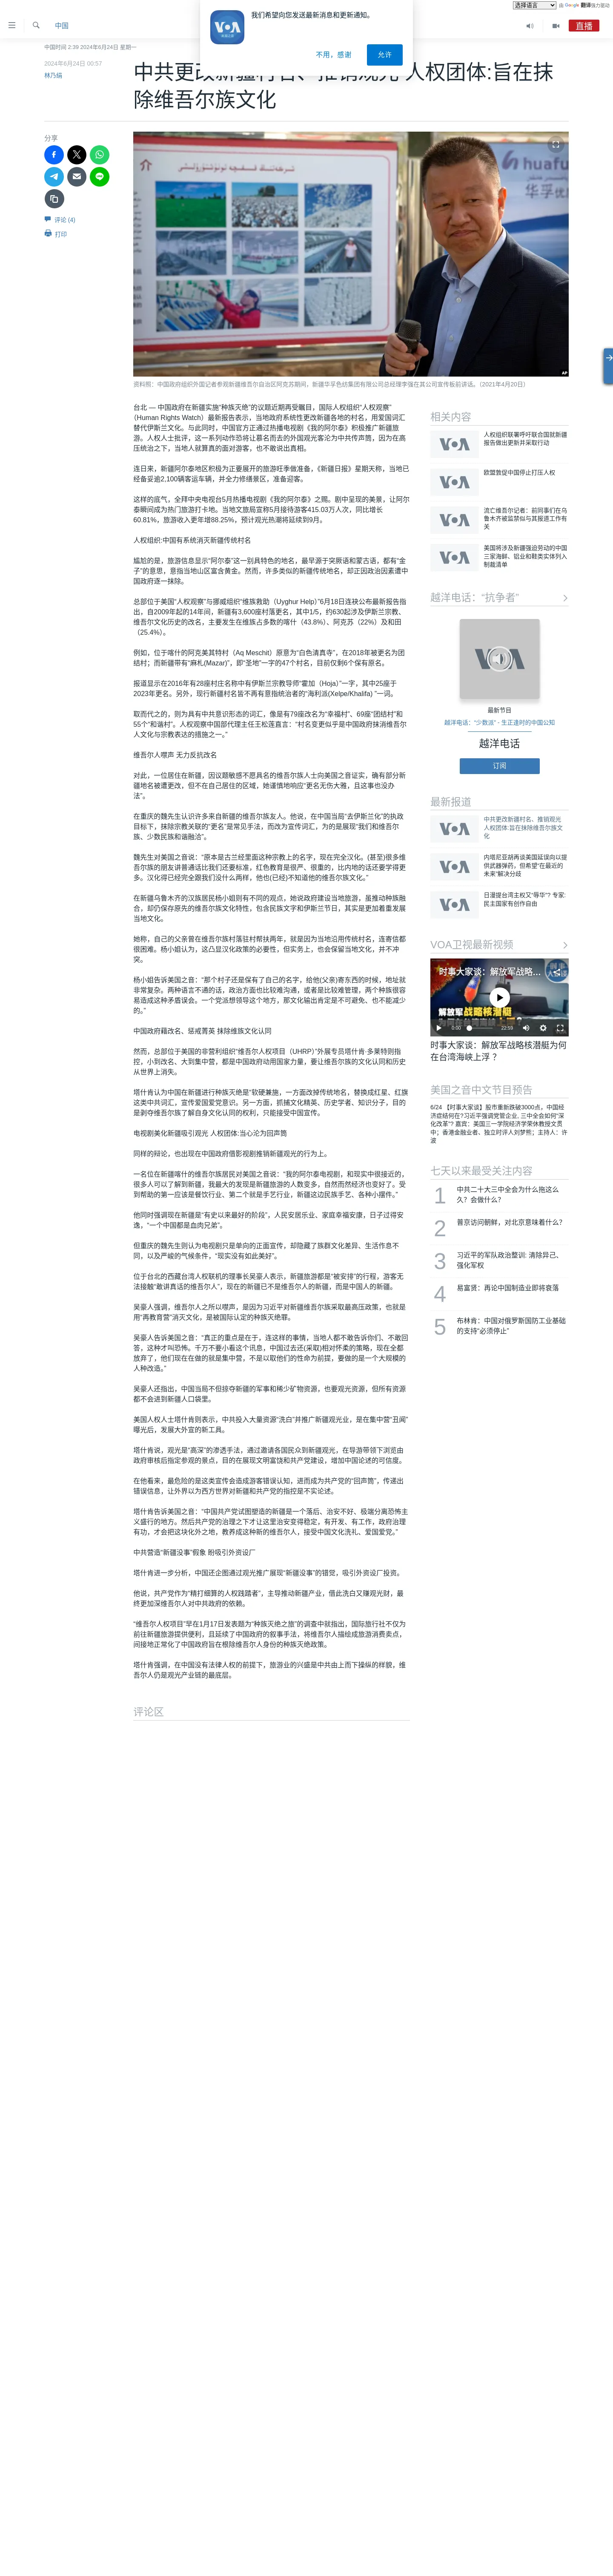 选择语言
由 Google 翻译强力驱动
中国
直播
我们希望向您发送最新消息和更新通知。
不用，感谢
允许
中国时间 2:39 2024年6月24日 星期一
2024年6月24日 00:57
林乃绢
人权团体:旨在抹
除维吾尔族文化
分享
评论 (4)
打印
huafu
华孚色纺
AP
资料照：中国政府组织外国记者参观新疆维吾尔自治区阿克苏期间，新疆华孚色纺集团有限公司总经理李强在其公司宣传板前讲话。（2021年4月20日）
台北 — 中国政府在新疆实施“种族灭绝”的议题近期再受瞩目，国际人权组织“人权观察”
（Human Rights Watch）最新报告表示，当地政府系统性更改新疆各地的村名，用爱国词汇
替代伊斯兰文化。与此同时，中国官方正通过热播电视剧《我的阿尔泰》积极推广新疆旅
游。人权人士批评，这一系列动作恐将让慕名而去的外国观光客沦为中共传声筒，因为在高
压统治之下，当地人就算真的面对游客，也不敢说出真相。
连日来，新疆阿尔泰地区积极为正要展开的旅游旺季做准备，《新疆日报》星期天称，当地已
经备妥逾2,100辆客运车辆，并全力修缮景区，准备迎客。
这样的底气，全拜中央电视台5月热播电视剧《我的阿尔泰》之赐。剧中呈现的美景，让阿尔
泰瞬间成为热门旅游打卡地。当地文旅局宣称5月接待游客415.03万人次，同比增长
60.81%，旅游收入更年增88.25%，预计观光热潮将延续到9月。
人权组织:中国有系统消灭新疆传统村名
尴尬的是，旅游信息显示“阿尔泰”这一别具特色的地名，最早源于突厥语和蒙古语，都有“金
子”的意思，意指当地山区富含黄金。然而，许多类似的新疆传统地名，却正因政治因素遭中
国政府逐一抹除。
总部位于美国“人权观察”与挪威组织“维族救助（Uyghur Help）”6月18日连袂公布最新报告指
出，自2009年起的14年间，新疆有3,600座村落更名，其中1/5，约630起涉及伊斯兰宗教、
维吾尔文化历史的改名，主要发生在维族占多数的喀什（43.8%）、阿克苏（22%）及和田
（25.4%）。
例如，位于喀什的阿克美其特村（Aq Meschit）原意为“白色清真寺”，在2018年被更名为团
结村；而新疆带有“麻札(Mazar)”，即“圣地”一字的47个村名，目前仅剩6个保有原名。
报道显示在2016年有28座村庄名称中有伊斯兰宗教导师“霍加（Hoja）”一字，其中25座于
2023年更名。另外，现行新疆村名皆不再有意指统治者的“海利派(Xelpe/Khalifa) ”一词。
取而代之的，则为具有中共意识形态的词汇，像是有79座改名为“幸福村”、69座“团结村”和
55个“和谐村”。人权观察中国部代理主任王松莲直言：“村名变更似乎是中国政府抹消维吾尔
人文化与宗教表达的措施之一。”
维吾尔人噤声 无力反抗改名
对此，一位居住在新疆，因议题敏感不愿具名的维吾尔族人士向美国之音证实，确有部分新
疆地名被遭更改，但不在自己居住的区域，她谨慎地响应“更名无伤大雅，且这事也没办
法”。
在重庆的魏先生认识许多来自新疆的维吾尔族友人。他说，在中国当局“去伊斯兰化”的执政
目标下，抹除宗教关联的“更名”是常见手法，而改为宣传词汇，为的是展现“我们和维吾尔
族、少数民族和谐融洽”。
魏先生对美国之音说：“原本是古兰经里面这种宗教上的名字，现在完全汉化。(甚至)很多维
吾尔族的朋友讲普通话比我们还要标准，红色教育是很严、很重的，比内地的话还要学得更
多。汉化得已经完全跟我们没什么两样，他也(已经)不知道他的维吾尔族文化。”
在新疆乌鲁木齐的汉族居民杨小姐则有不同的观点，她说政府建设当地旅游，虽推动种族融
合，却仍保存原先的维吾尔族文化特性，包含民族文字和伊斯兰节日，其实是更加着重发展
当地文化。
她称，自己的父亲曾在维吾尔族村落驻村帮扶两年，就是因为当地沿用传统村名，连寄信都
很困难。杨小姐认为，这凸显汉化政策的必要性，但实务上，也会保留当地文化，并不冲
突。
杨小姐告诉美国之音：“那个村子还是保有了自己的名字，给他(父亲)寄东西的时候，地址就
非常复杂。两种语言不通的话，政治方面也比较难沟通，或者是比较难管理，两个种族很容
易造成这种矛盾误会。一个党派想领导这个地方，那文化输出肯定是不可避免、也不能减少
的。”
中国政府藉改名、惩戒菁英 抹除维族文化认同
然而，总部位于美国的非营利组织“维吾尔人权项目（UHRP）”外展专员塔什肯·多莱特则指
控，小到改名、大到集中营，都是中国政府动用更重力道，企图让维吾尔族的文化认同和历
史从世界上消失。
塔什肯认为中国在新疆进行种族灭绝是“软硬兼施，一方面改掉传统地名，替换成红星、红旗
这类中共词汇，宣传爱国爱党意识。另一方面，抓捕文化精英、历史学者、知识分子，目的
是剥夺维吾尔族了解自身文化认同的权利，只能接受中国宣传。
电视剧美化新疆吸引观光 人权团体:当心沦为回声筒
同样的辩论，也出现在中国政府借影视剧推销新疆观光的行为上。
一名位在新疆喀什的维吾尔族居民对美国之音说：“我的阿尔泰电视剧，和现实中很接近的，
很多人可以了解到新疆，我最大的发现是新疆旅游的人数变多，自然而然经济也变好了。受
到帮助的第一应该是餐饮行业、第二个就是手艺行业，新疆这边民族手艺、各种小摆件。”
他同时强调现在新疆是“有史以来最好的阶段”，人民安居乐业、家庭幸福安康，日子过得安
逸，“一个中国都是血肉兄弟”。
但重庆的魏先生则认为电视剧只是单向的正面宣传，却隐藏了族群文化差异、生活作息不
同，以及严峻的气候条件，“现实没有如此美好”。
位于台北的西藏台湾人权联机的理事长吴豪人表示，新疆旅游都是“被安排”的行程，游客无
法接触“敢讲真话的维吾尔人”，现在的新疆已不是维吾尔人的新疆，而是中国人的新疆。
吴豪人强调，维吾尔人之所以噤声，是因为习近平对新疆维吾尔族采取最高压政策，也就是
用“再教育营”消灭文化，是被国际认定的种族灭绝罪。
吴豪人告诉美国之音：“真正的重点是在于，连这样的事情，当地人都不敢告诉你们、不敢回
答，这种才叫恐怖。千万不要小看这个讯息，中国过去还(采取)相对怀柔的策略，现在全都
放弃了，他们现在在做的就是集中营，不是以取他们的性命为前提，要做的是一个大规模的
人种改造。”
吴豪人还指出，中国当局不但掠夺新疆的军事和稀少矿物资源，也要观光资源，但所有资源
都不会进到新疆人口袋里。
美国人权人士塔什肯则表示，中共投入大量资源“洗白”并推广新疆观光业，是在集中营“丑闻”
曝光后，发展大外宣的新工具。
塔什肯说，观光是“高深”的渗透手法，通过邀请各国民众到新疆观光，在导游带领下浏览由
政府审核后指定参观的景点，目的在展现文明富饶和共产党建设，增加中国论述的可信度。
在他看来，最危险的是这类宣传会造成游客错误认知，进而成为共产党的“回声筒”，传递出
错误信息，让外界以为西方世界对新疆和共产党的指控是不实论述。
塔什肯告诉美国之音：“中国共产党试图塑造的新疆是一个落后、治安不好、极端分离恐怖主
义盛行的地方。然后共产党的治理之下才让这里治安变得稳定，有开发、有工作，政府治理
有功，才会把这块化外之地，教养成这种新的维吾尔人，接受中国文化洗礼、爱国爱党。”
中共营造“新疆没事”假象 盼吸引外资设厂
塔什肯进一步分析，中国还企图通过观光推广展现“新疆没事”的错觉，吸引外资设厂投资。
他说，共产党作为“精打细算的人权践踏者”，主导推动新疆产业，借此洗白又赚观光财，最
终更加深维吾尔人对中共政府的依赖。
“维吾尔人权项目”早在1月17日发表题为“种族灭绝之旅”的调查中就指出，国际旅行社不仅为
前往新疆旅游提供便利，且延续了中国政府的叙事手法，将维吾尔人描绘成旅游消费卖点，
间接地正常化了中国政府旨在根除维吾尔人身份的种族灭绝政策。
塔什肯强调，在中国没有法律人权的前提下，旅游业的兴盛是中共由上而下操纵的样貌，维
吾尔人仍是观光产业链的最底层。
评论区
相关内容
人权组织联署呼吁联合国就新疆
报告做出更新并采取行动
欧盟敦促中国停止打压人权
流亡维吾尔记者：前同事们在乌
鲁木齐被监禁似与其报道工作有
关
美国将涉及新疆强迫劳动的中国
三家海鲜、铝业和鞋类实体列入
制裁清单
越洋电话：“抗争者”
最新节目
越洋电话：“少数派” - 生正逢时的中国公知
越洋电话
订阅
最新报道
中共更改新疆村名、推销观光
人权团体:旨在抹除维吾尔族文
化
内塔尼亚胡再谈美国延误向以提
供武器弹药，但希望“在最近的
未来”解决分歧
日漫提台湾主权又“辱华”? 专家:
民主国家有创作自由
VOA卫视最新视频
时事大家谈：解放军战略...
解放军战略核潜艇
0:00
22:59
时事大家谈：解放军战略核潜艇为何
在台湾海峡上浮 ？
美国之音中文节目预告
6/24 【时事大家谈】股市重新跌破3000点，中国经
济症结何在?习近平强调党管企业, 三中全会如何“深
化改革”? 嘉宾：美国三一学院经济学荣休教授文贯
中；香港金融业者、独立时评人刘梦熊；主持人：许
波
七天以来最受关注内容
1
中共二十大三中全会为什么拖这么
久？会做什么？
2
普京访问朝鲜，对北京意味着什么?
3
习近平的军队政治整训: 清除异己、
强化军权
4
易富贤：再论中国制造业即将衰落
5
布林肯：中国对俄罗斯国防工业基础
的支持“必须停止”